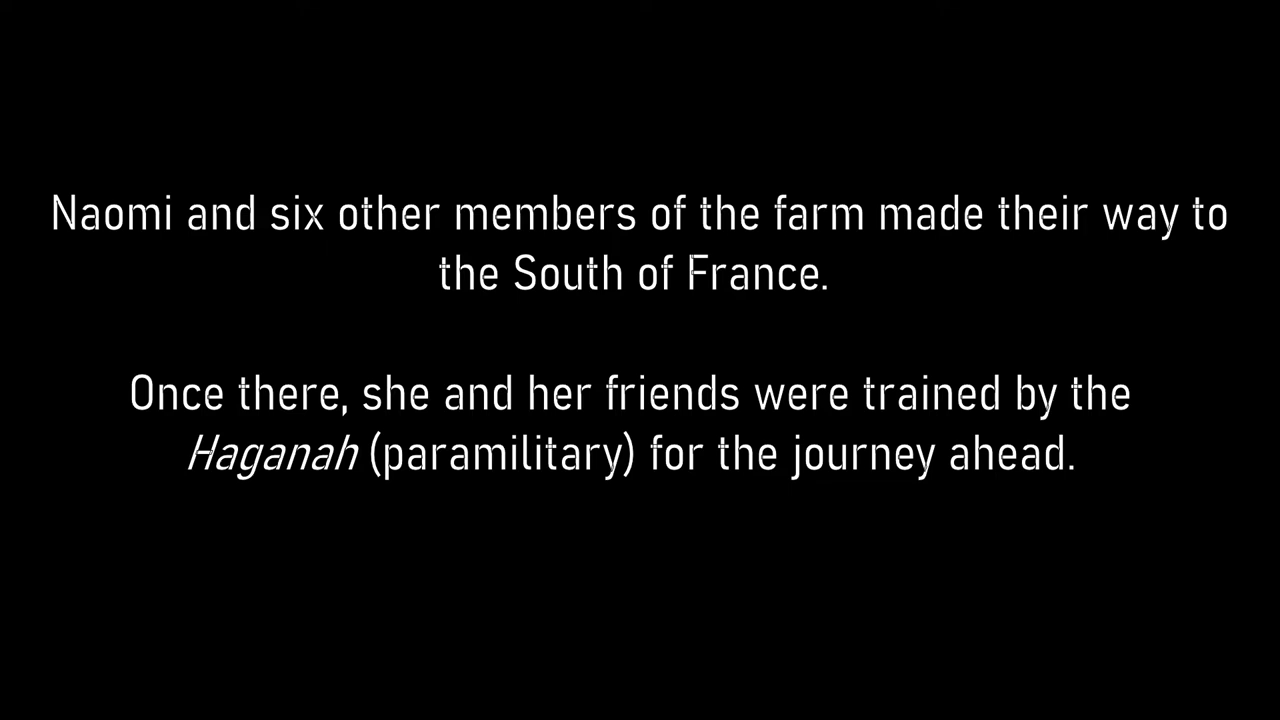 Naomi and six other members of the farm made their way to
the South of France.
Once there, she and her friends were trained by the
Haganah (paramilitary) for the journey ahead.